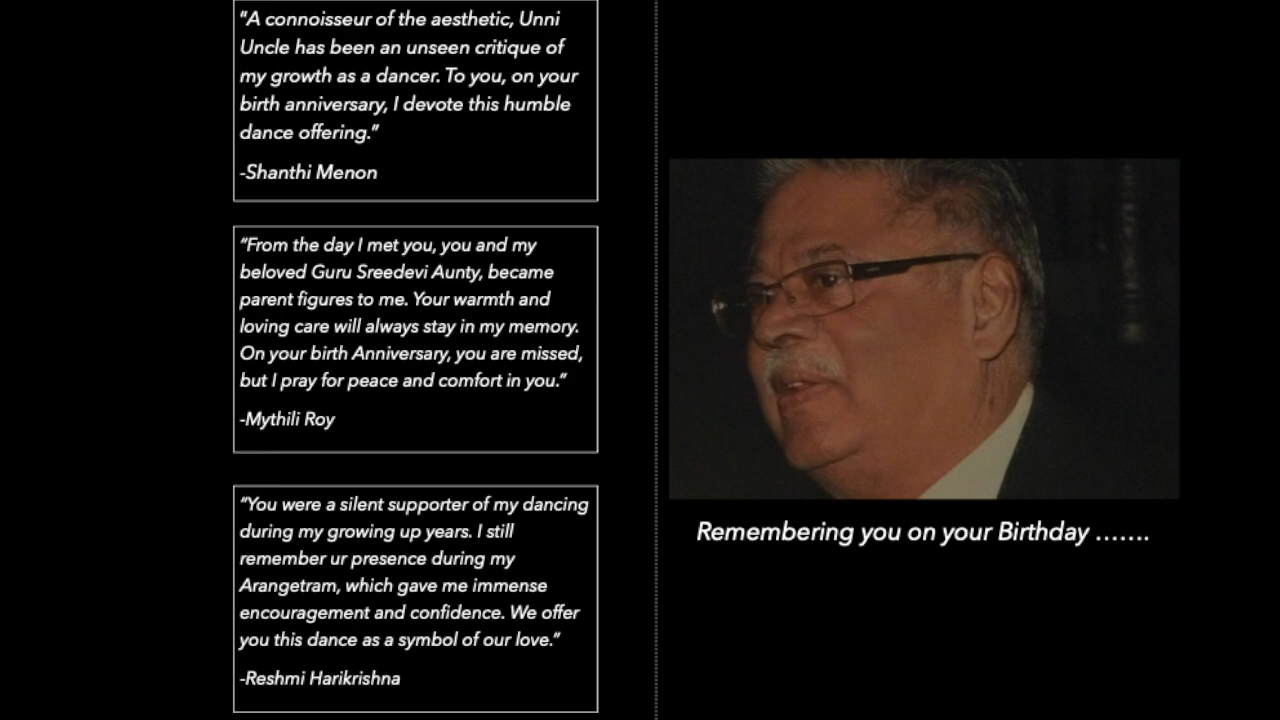 "A connoisseur of the aesthetic, Unni
Uncle has been an unseen critique of
my growth as a dancer. To you, on your
birth anniversary, I devote this humble
dance offering."
-Shanthi Menon
"From the day I met you, you and my
beloved Guru Sreedevi Aunty, became
parent figures to me. Your warmth and
loving care will always stay in my memory.
On your birth Anniversary, you are missed,
but I pray for peace and comfort in you."
-Mythili Roy
"You were a silent supporter of my dancing
during my growing up years. I still
remember ur presence during my
Arangetram, which gave me immense
encouragement and confidence. We offer
you this dance as a symbol of our love."
-Reshmi Harikrishna
Remembering you on your Birthday .......